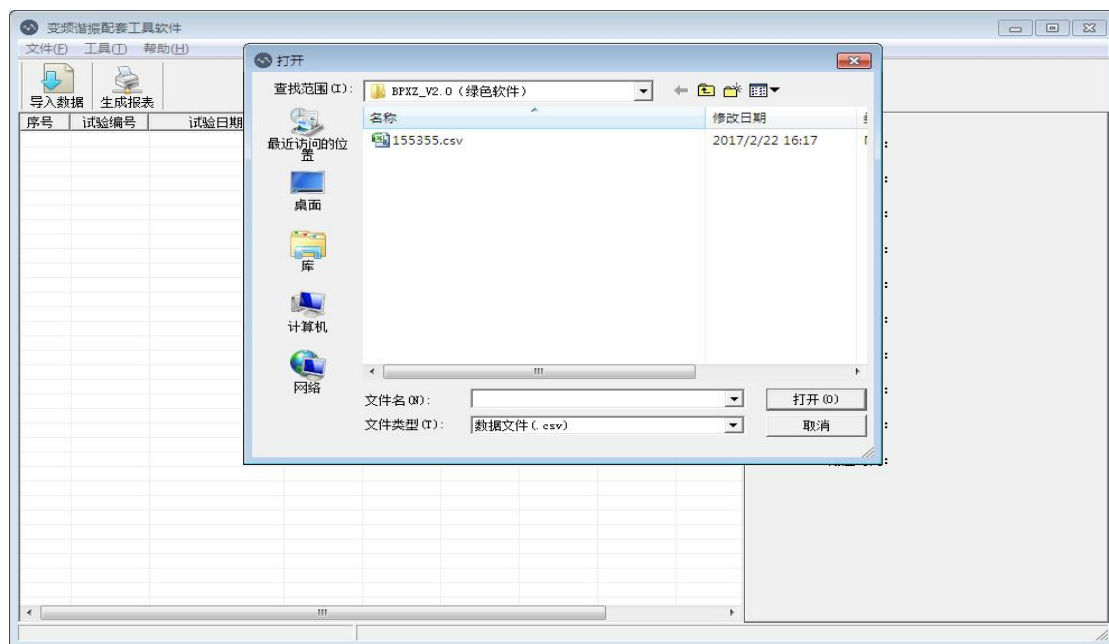 变频谐振配套工具软件
文件(F) 工具(T) 帮助(H)
导入数据 生成报表
序号 试验编号 试验日期
打开
查找范围(I): BPXZ_V2.0（绿色软件）
名称 修改日期
155355.csv 2017/2/22 16:17
最近访问的位置
桌面
库
计算机
网络
文件名(N): 打开(O)
文件类型(T): 数据文件(.csv) 取消